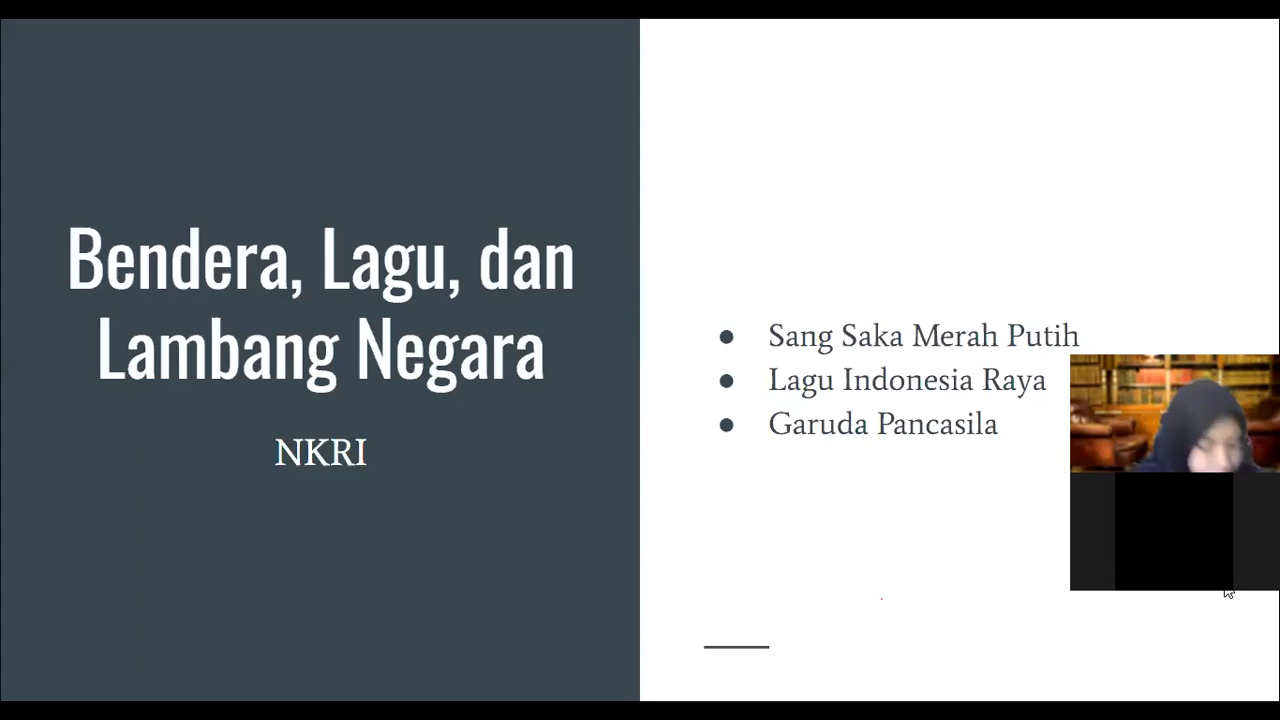 Bendera, Lagu, dan
Lambang Negara
NKRI
● Sang Saka Merah Putih
● Lagu Indonesia Raya
● Garuda Pancasila